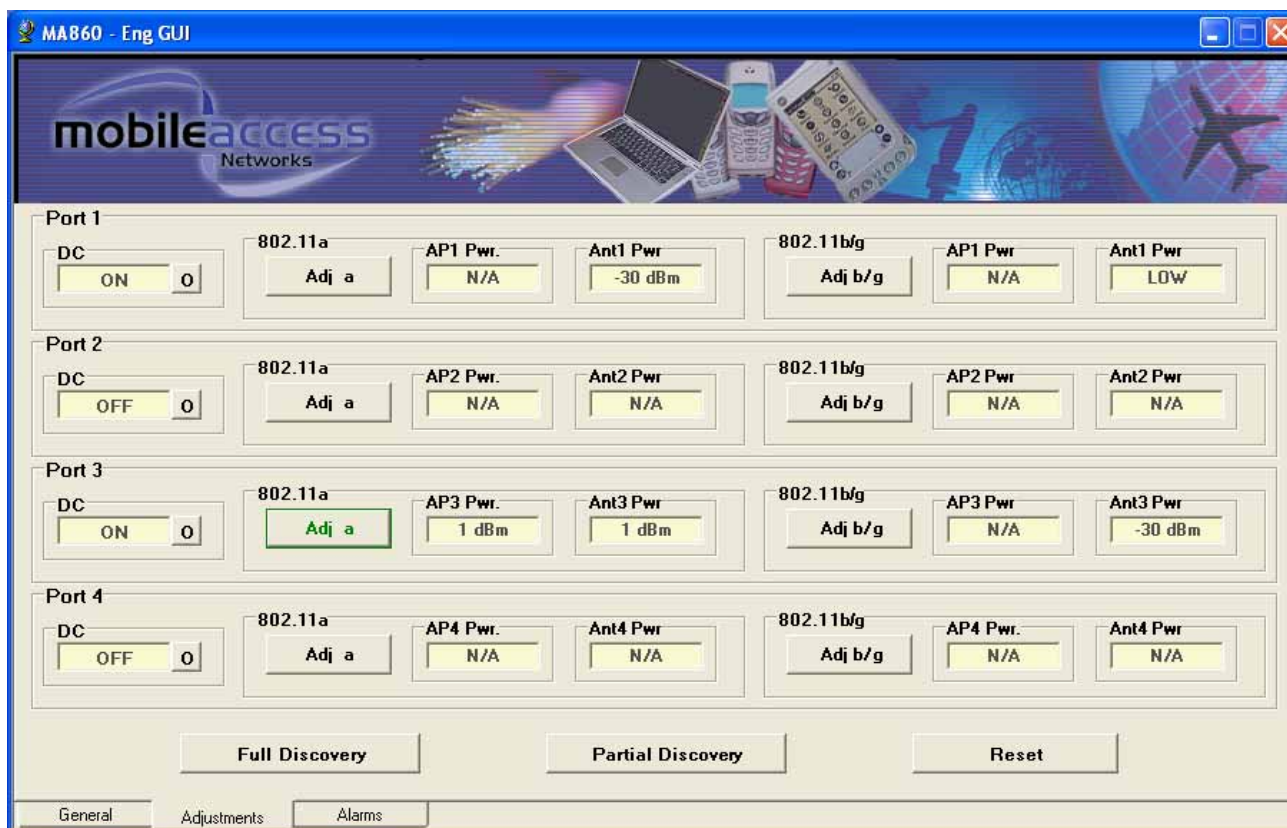 MA860 - Eng GUI
mobileaccess
Networks
Port 1
DC
ON O
802.11a
Adj a
AP1 Pwr.
N/A
Ant1 Pwr
-30 dBm
802.11b/g
Adj b/g
AP1 Pwr
N/A
Ant1 Pwr
LOW
Port 2
DC
OFF O
802.11a
Adj a
AP2 Pwr.
N/A
Ant2 Pwr
N/A
802.11b/g
Adj b/g
AP2 Pwr
N/A
Ant2 Pwr
N/A
Port 3
DC
ON O
802.11a
Adj a
AP3 Pwr.
1 dBm
Ant3 Pwr
1 dBm
802.11b/g
Adj b/g
AP3 Pwr
N/A
Ant3 Pwr
-30 dBm
Port 4
DC
OFF O
802.11a
Adj a
AP4 Pwr.
N/A
Ant4 Pwr
N/A
802.11b/g
Adj b/g
AP4 Pwr.
N/A
Ant4 Pwr
N/A
Full Discovery Partial Discovery Reset
General Adjustments Alarms